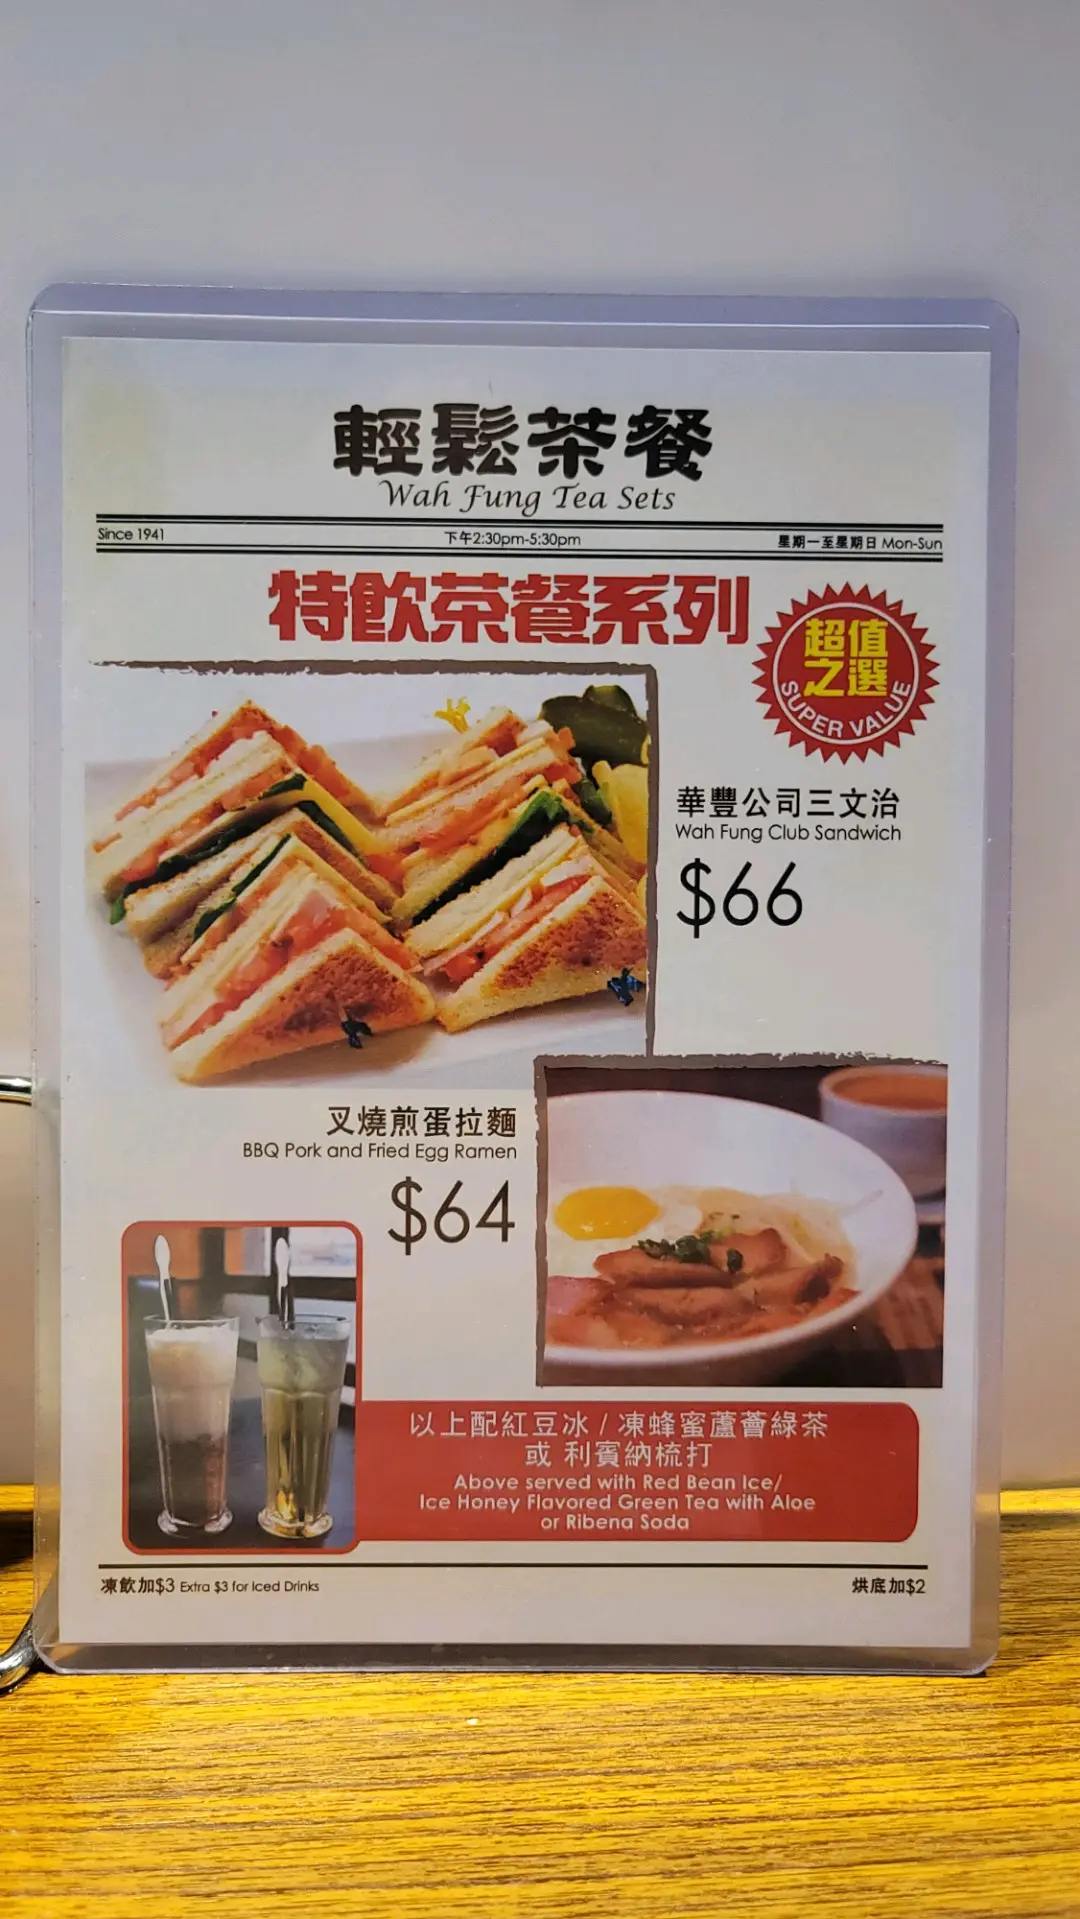 輕鬆茶餐
Wah Fung Tea Sets
Since 1941
下午2:30pm-5:30pm
星期一至星期日 Mon-Sun
特飲茶餐系列
超值
之選
SUPER VALUE
華豐公司三文治
Wah Fung Club Sandwich
$66
叉燒煎蛋拉麵
BBQ Pork and Fried Egg Ramen
$64
以上配紅豆冰 / 凍蜂蜜蘆薈綠茶
或 利賓納梳打
Above served with Red Bean Ice/
Ice Honey Flavored Green Tea with Aloe
or Ribena Soda
凍飲加$3 Extra $3 for Iced Drinks
烘底加$2